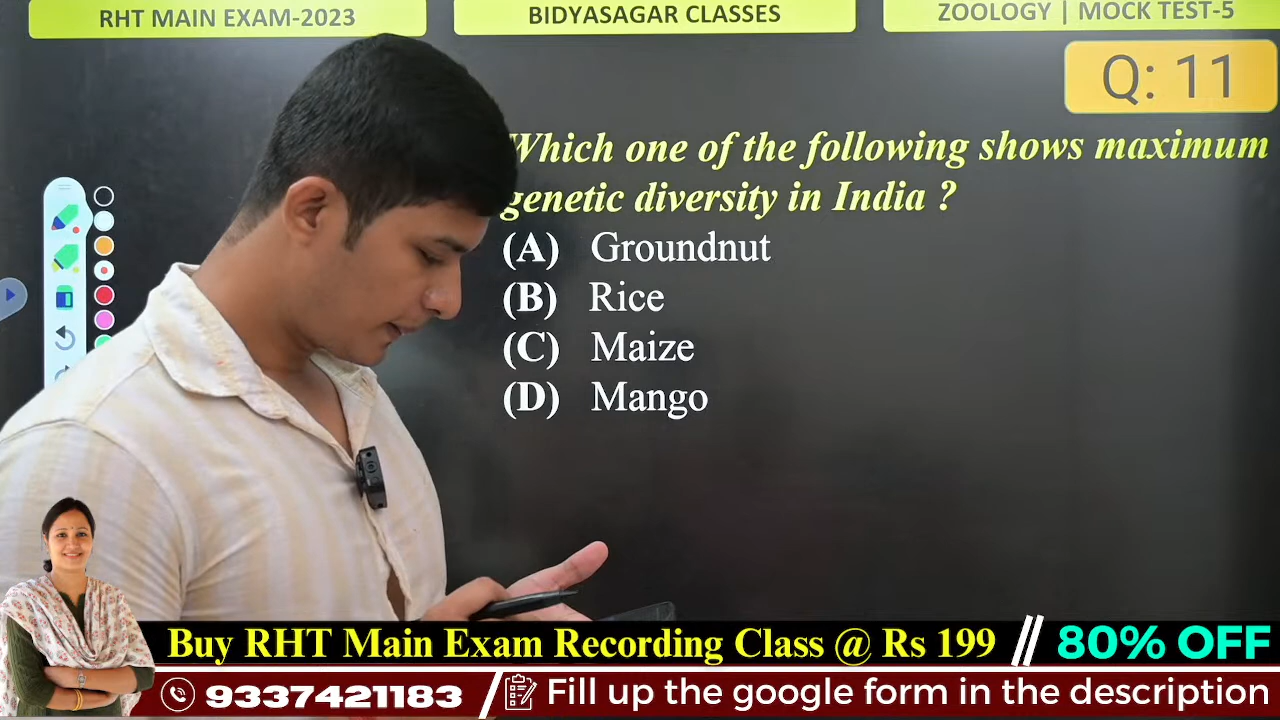 RHT MAIN EXAM-2023
BIDYASAGAR CLASSES
ZOOLOGY | MOCK TEST-5
Q: 11
Which one of the following shows maximum
genetic diversity in India ?
(A) Groundnut
(B) Rice
(C) Maize
(D) Mango
Buy RHT Main Exam Recording Class @ Rs 199 // 80% OFF
9337421183 / Fill up the google form in the description